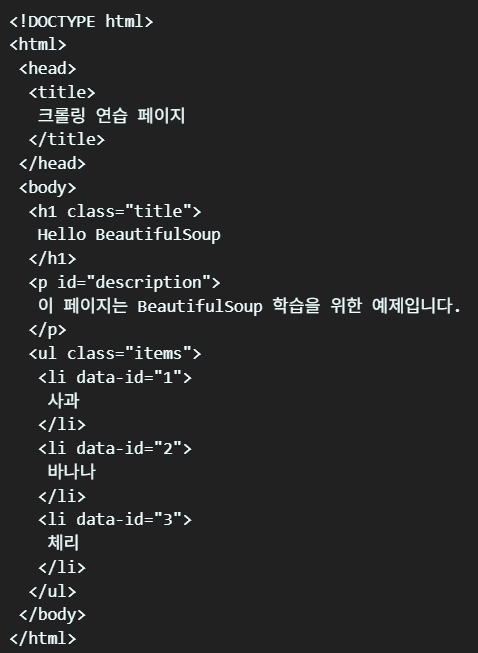 <!DOCTYPE html>
<html>
 <head>
  <title>
   크롤링 연습 페이지
  </title>
 </head>
 <body>
  <h1 class="title">
   Hello BeautifulSoup
  </h1>
  <p id="description">
   이 페이지는 BeautifulSoup 학습을 위한 예제입니다.
  </p>
  <ul class="items">
   <li data-id="1">
    사과
   </li>
   <li data-id="2">
    바나나
   </li>
   <li data-id="3">
    체리
   </li>
  </ul>
 </body>
</html>